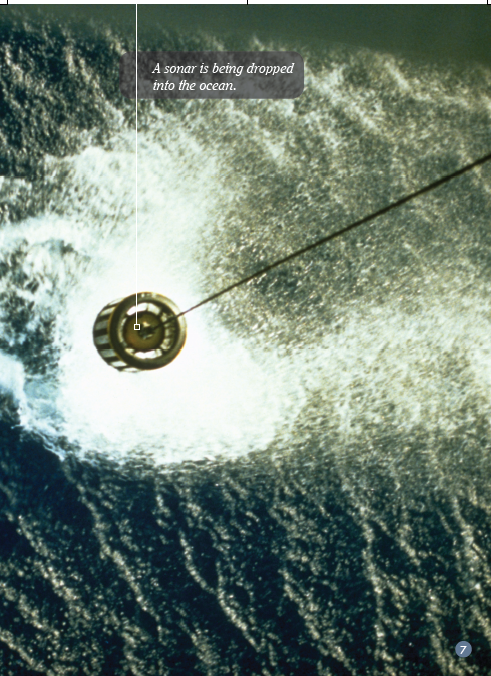 A sonar is being dropped
into the ocean.
7